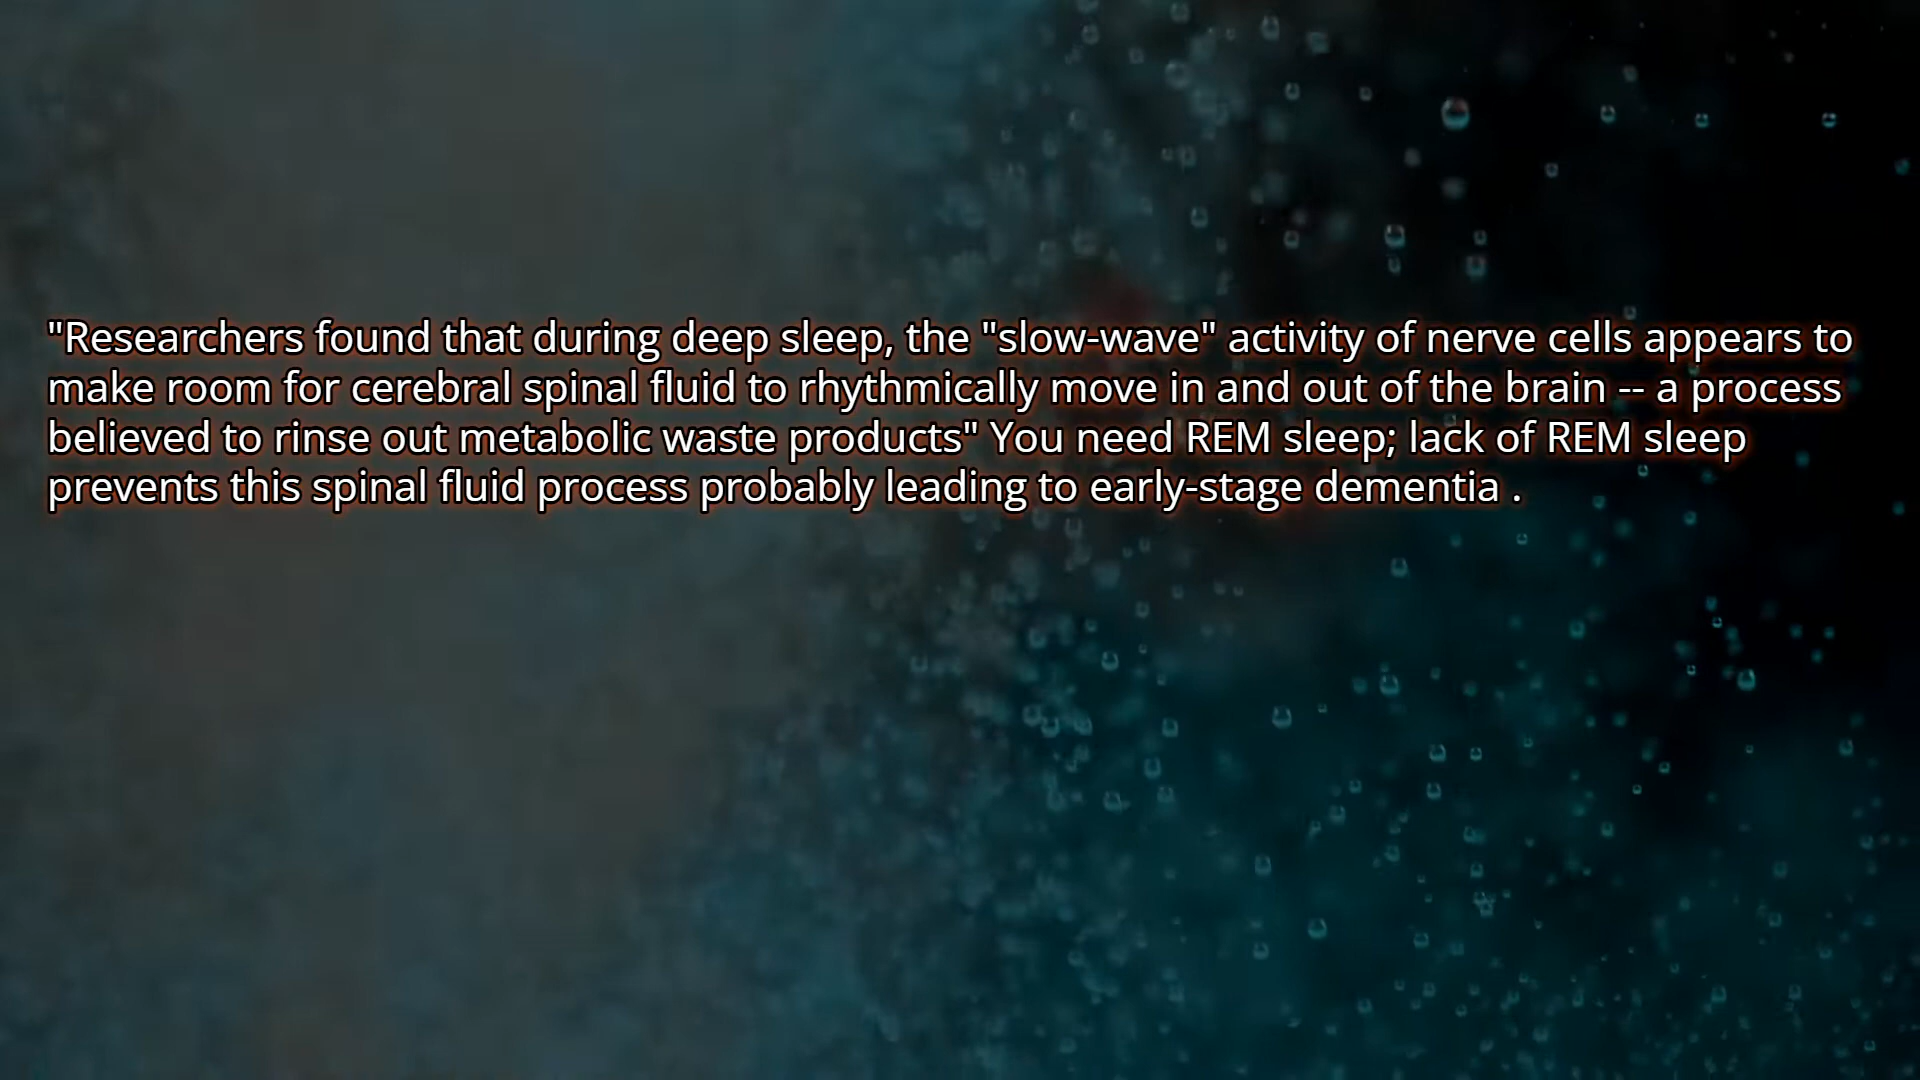 "Researchers found that during deep sleep, the "slow-wave" activity of nerve cells appears to
make room for cerebral spinal fluid to rhythmically move in and out of the brain -- a process
believed to rinse out metabolic waste products" You need REM sleep; lack of REM sleep
prevents this spinal fluid process probably leading to early-stage dementia .